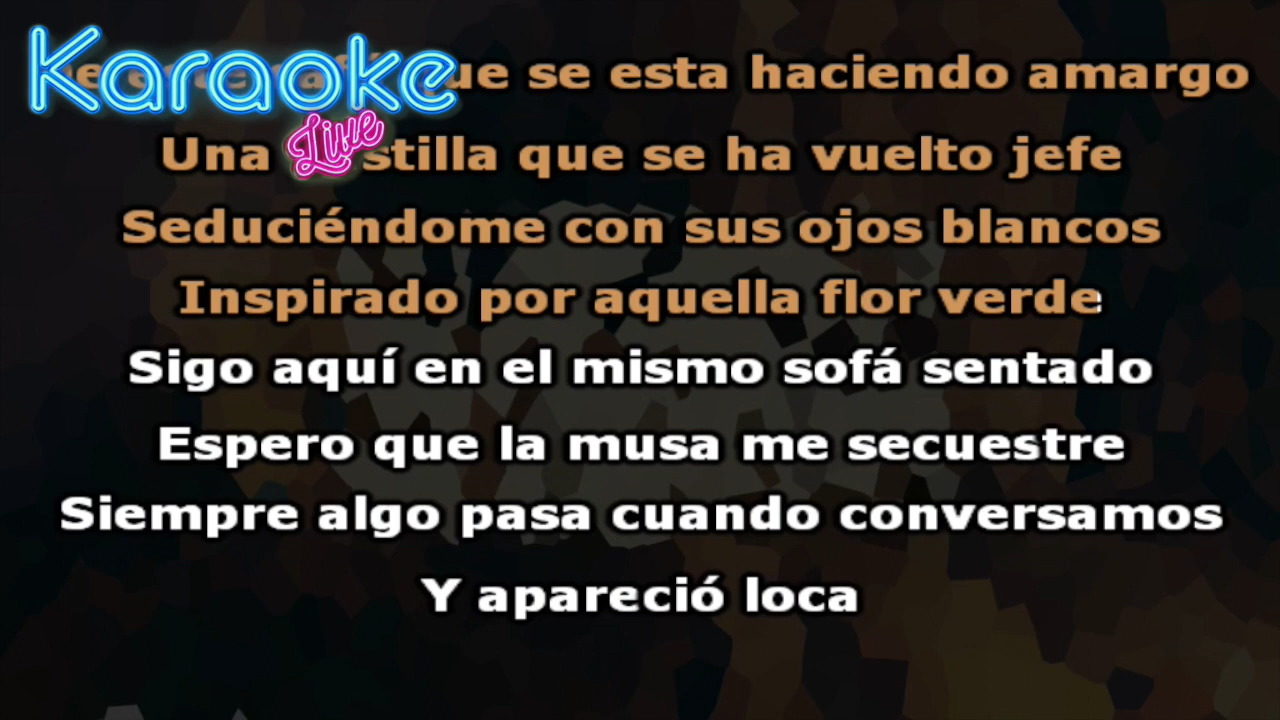 Karaoke
Live
que se esta haciendo amargo
Una stilla que se ha vuelto jefe
Seduciéndome con sus ojos blancos
Inspirado por aquella flor verde
Sigo aquí en el mismo sofá sentado
Espero que la musa me secuestre
Siempre algo pasa cuando conversamos
Y apareció loca